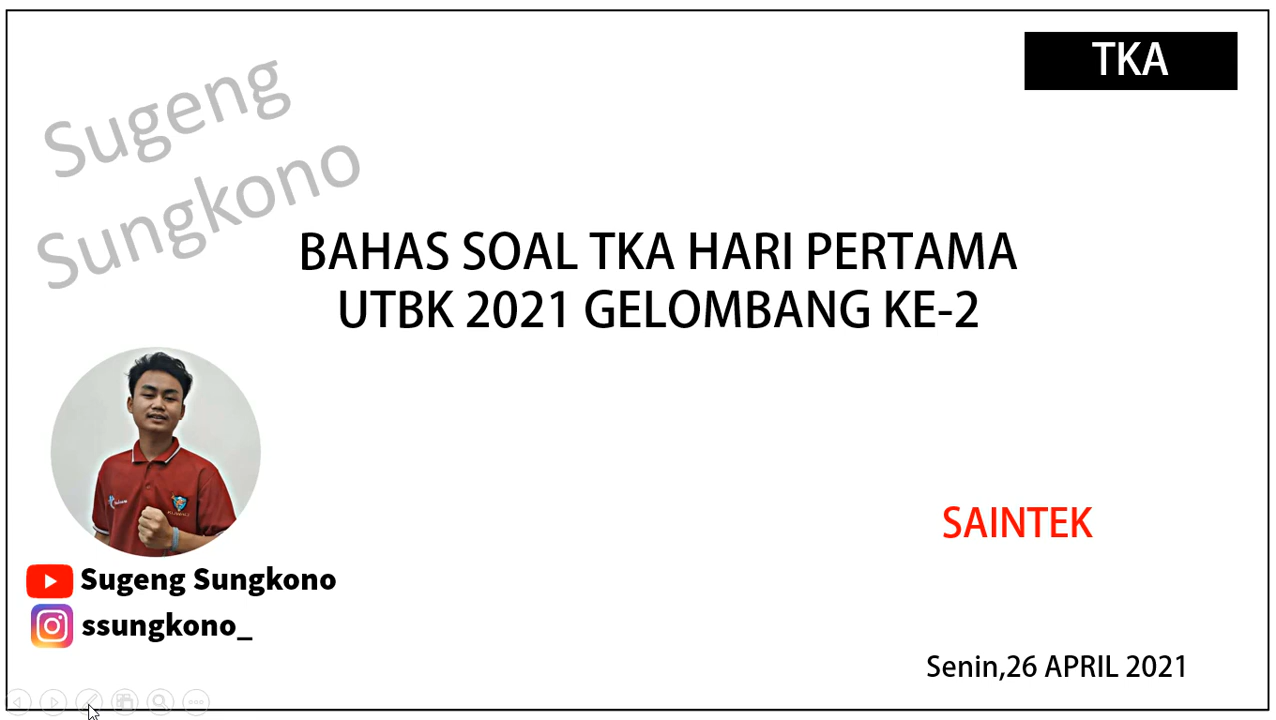 TKA
Sugeng
Sungkono
BAHAS SOAL TKA HARI PERTAMA
UTBK 2021 GELOMBANG KE-2
SAINTEK
Sugeng Sungkono
ssungkono_
Senin,26 APRIL 2021